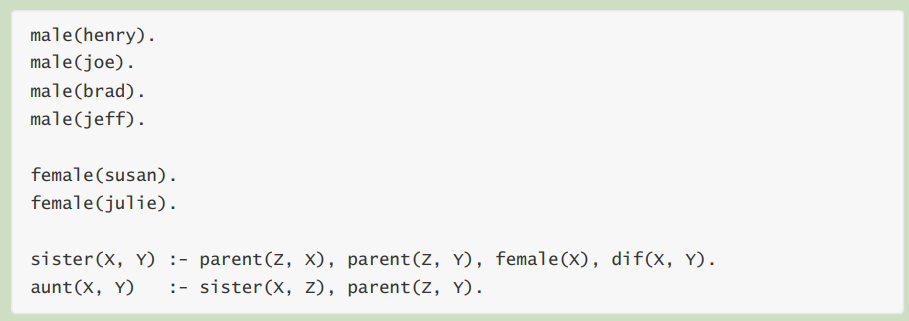 male(henry).
male(joe).
male(brad).
male(jeff).
female(susan).
female(julie).
sister(X, Y) :- parent(Z, X), parent(Z, Y), female(X), dif(X, Y).
aunt(X, Y)   :- sister(X, Z), parent(Z, Y).